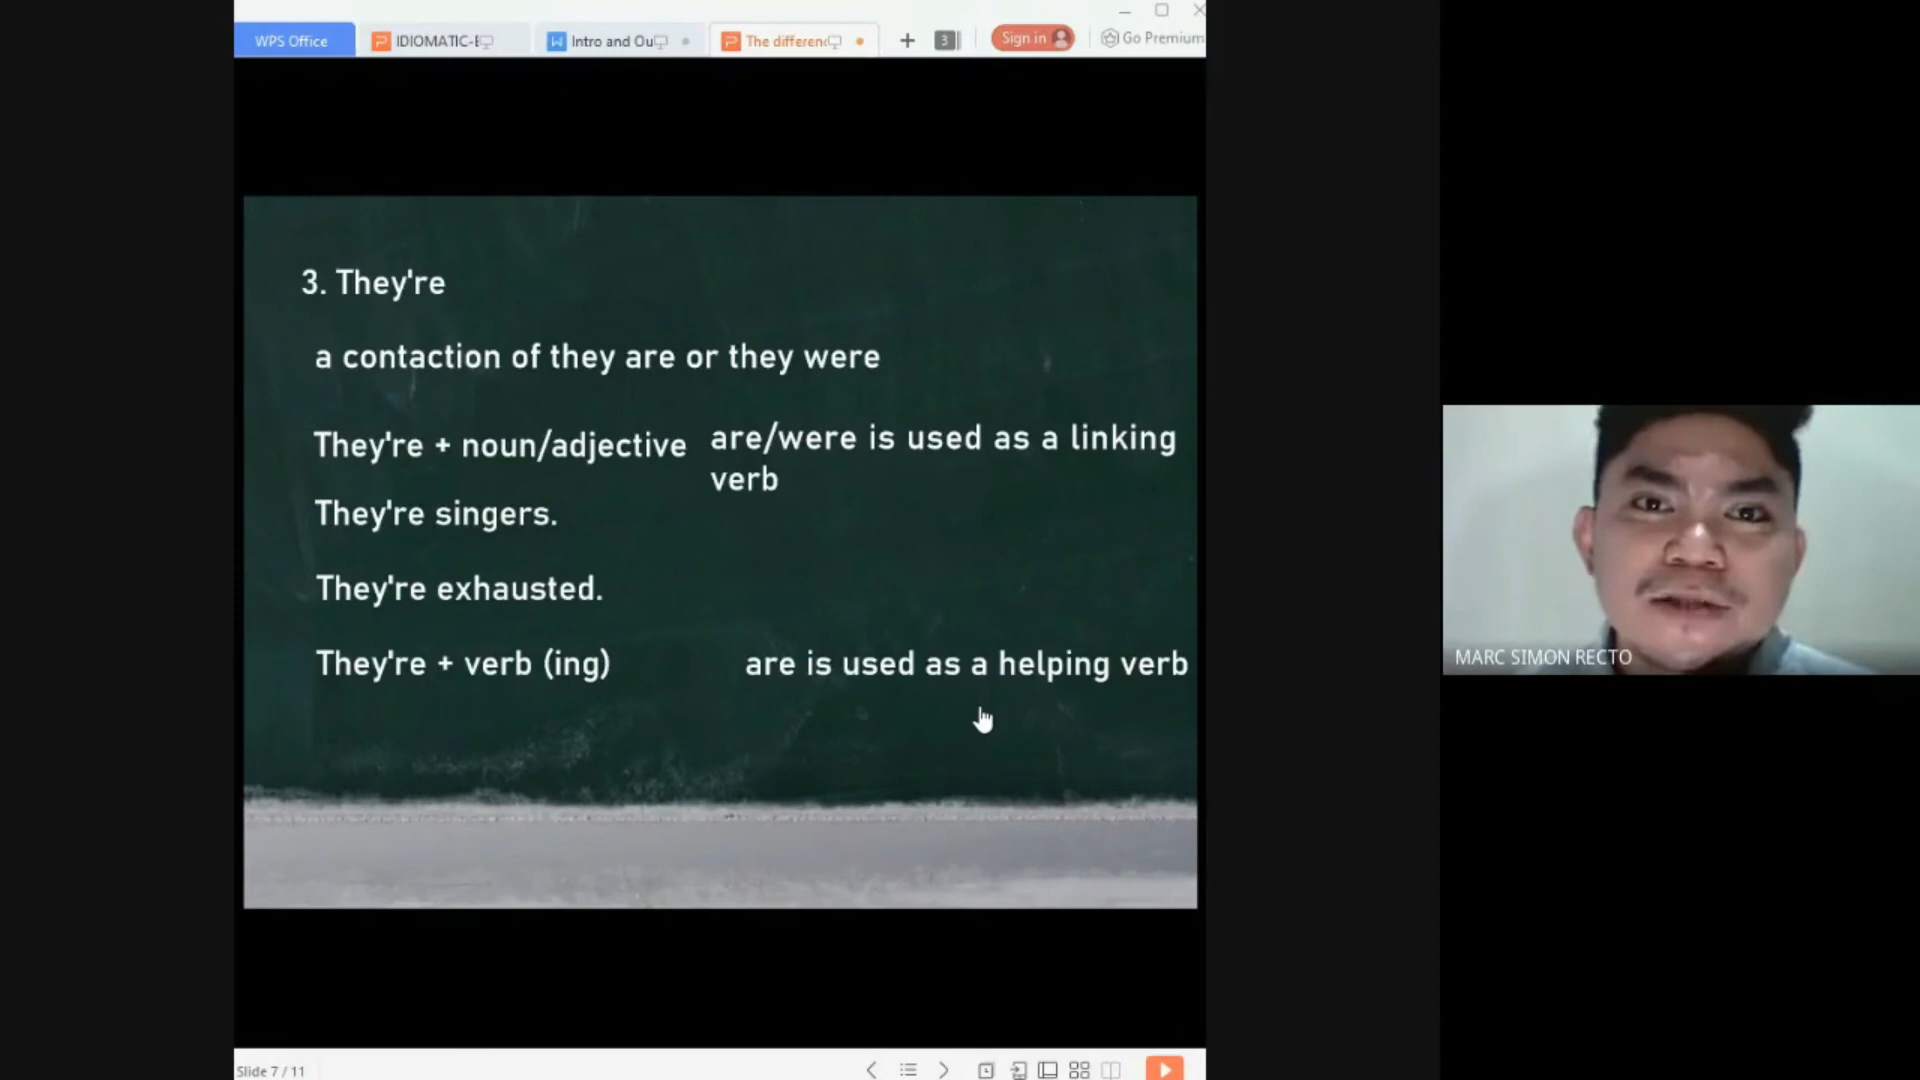 WPS Office
IDIOMATIC-E
Intro and Ou
The differenc
3
Sign in
Go Premium
3. They're
a contaction of they are or they were
They're + noun/adjective
are/were is used as a linking
verb
They're singers.
They're exhausted.
They're + verb (ing)
are is used as a helping verb
MARC SIMON RECTO
Slide 7 / 11